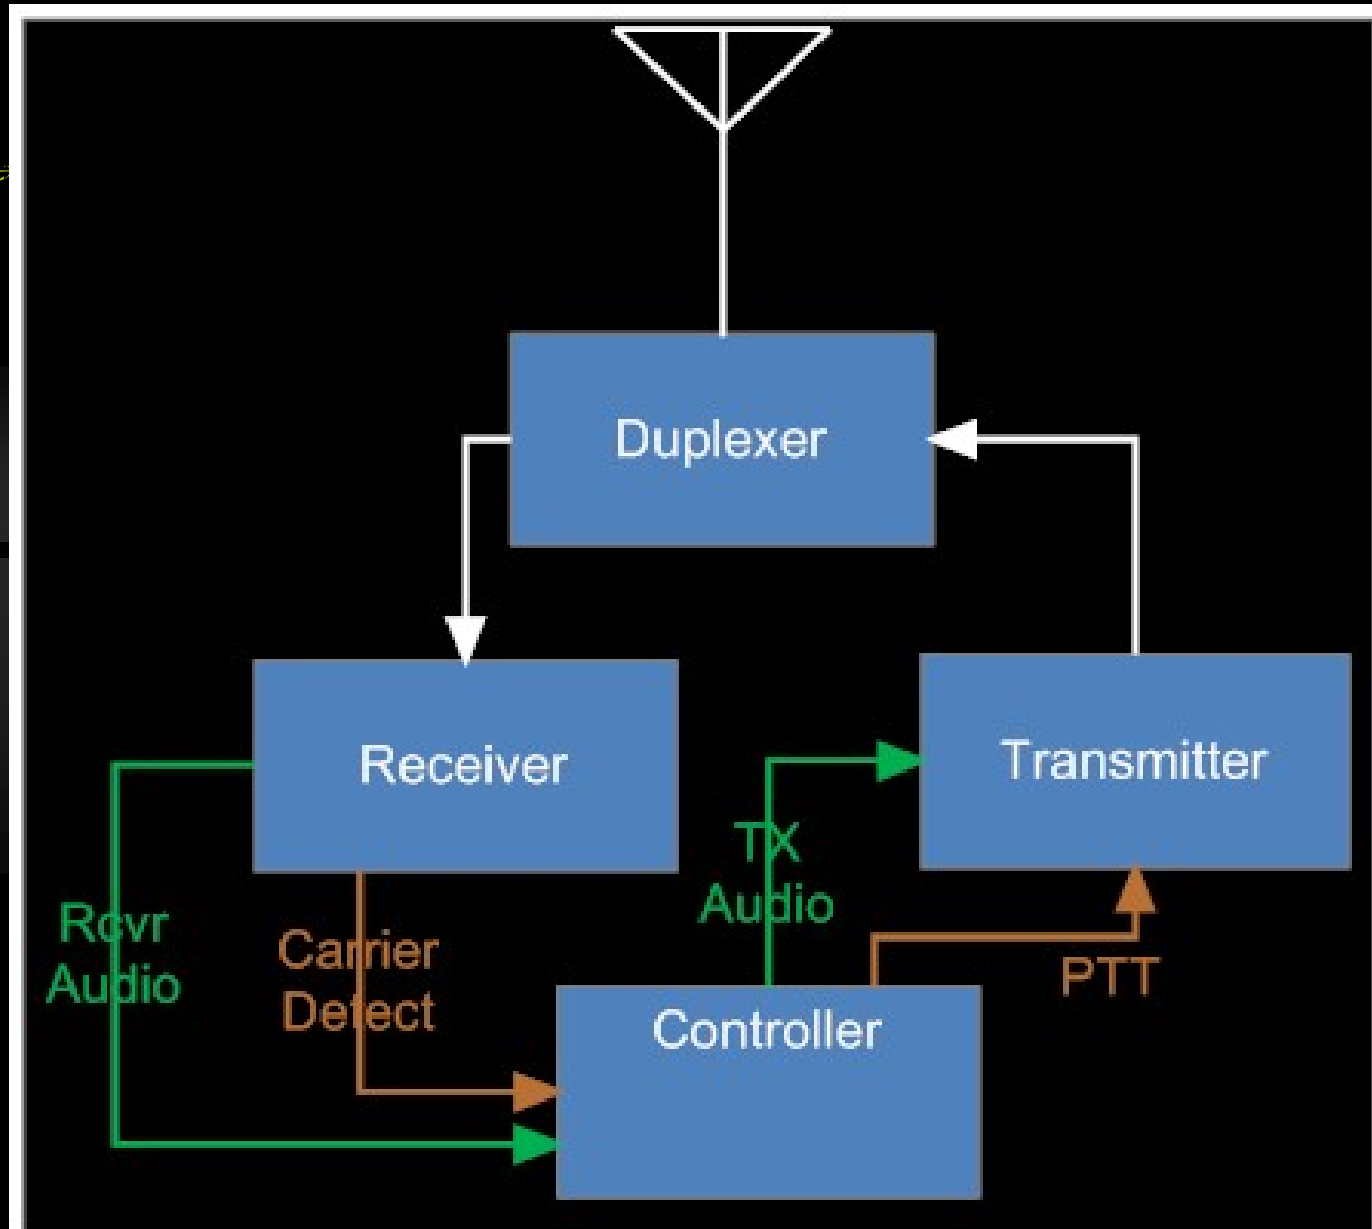 Duplexer
Receiver
Transmitter
TX
Audio
Rcvr
Audio
Carrier
Detect
PTT
Controller